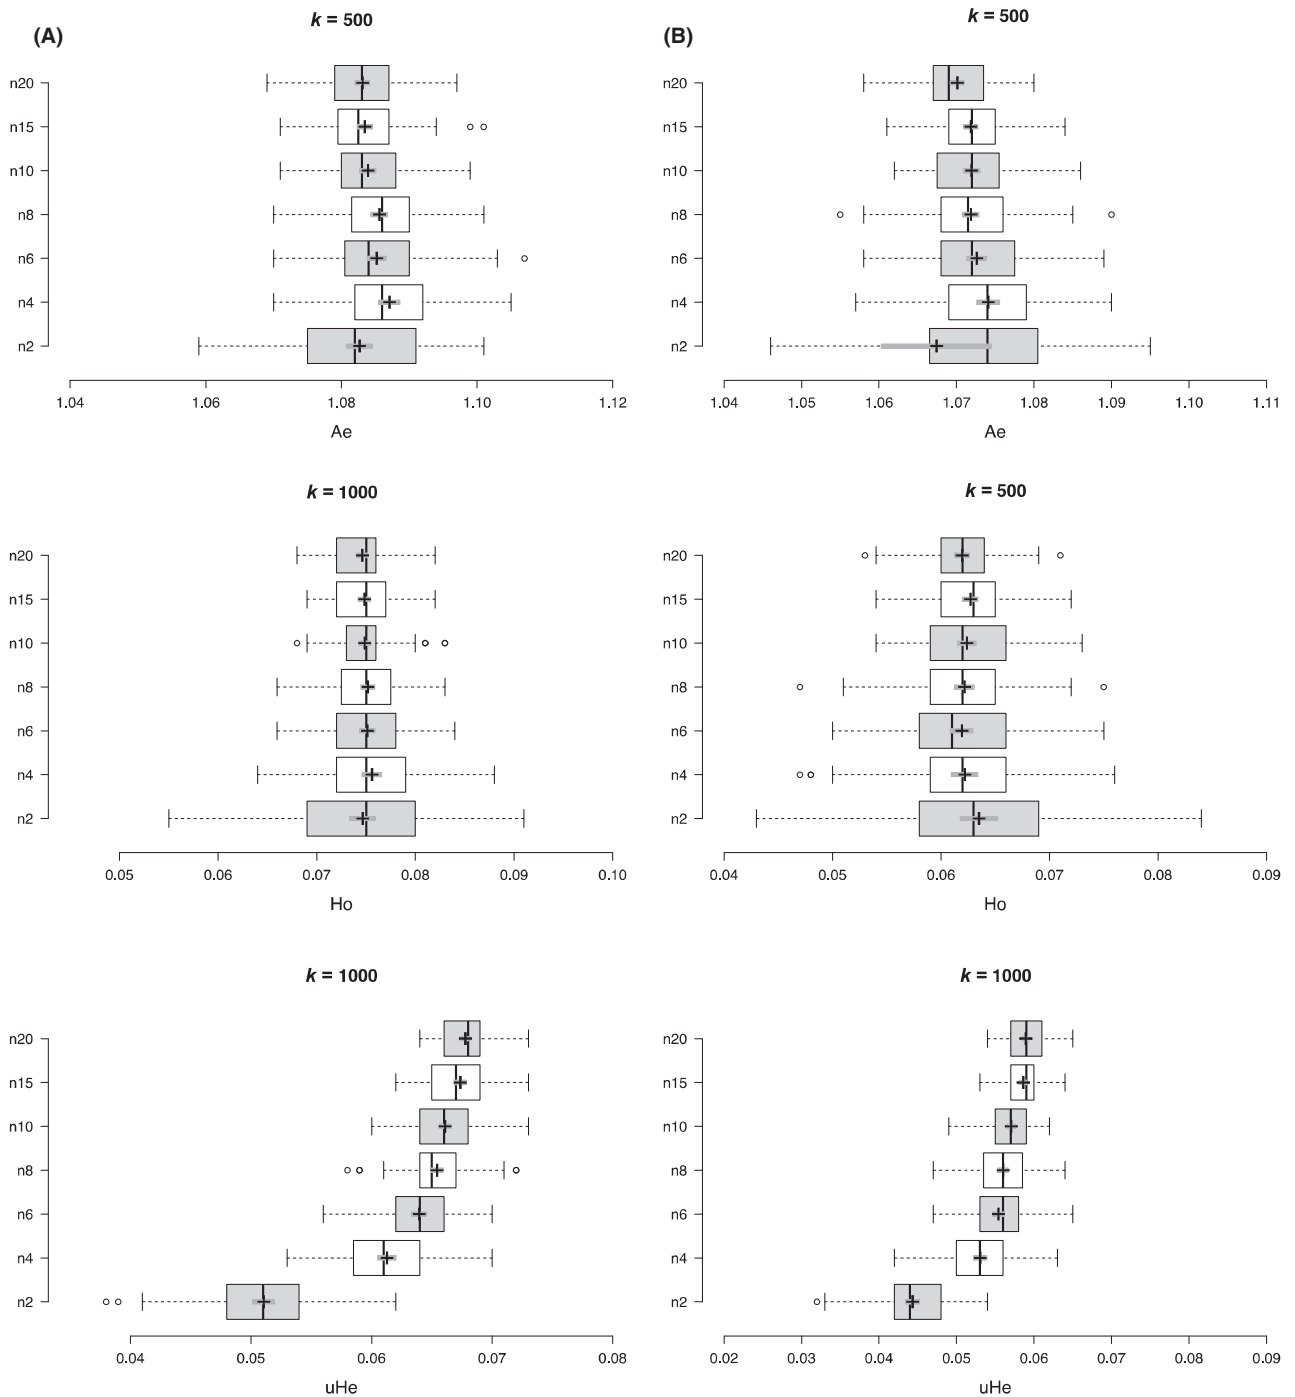 (A)
k = 500
n20
n15
n10
n8
n6
n4
n2
1.04 1.06 1.08 1.10 1.12
Ae
(B)
k = 500
n20
n15
n10
n8
n6
n4
n2
1.04 1.05 1.06 1.07 1.08 1.09 1.10 1.11
Ae
k = 1000
n20
n15
n10
n8
n6
n4
n2
0.05 0.06 0.07 0.08 0.09 0.10
Ho
k = 500
n20
n15
n10
n8
n6
n4
n2
0.04 0.05 0.06 0.07 0.08 0.09
Ho
k = 1000
n20
n15
n10
n8
n6
n4
n2
0.04 0.05 0.06 0.07 0.08
uHe
k = 1000
n20
n15
n10
n8
n6
n4
n2
0.02 0.03 0.04 0.05 0.06 0.07 0.08 0.09
uHe